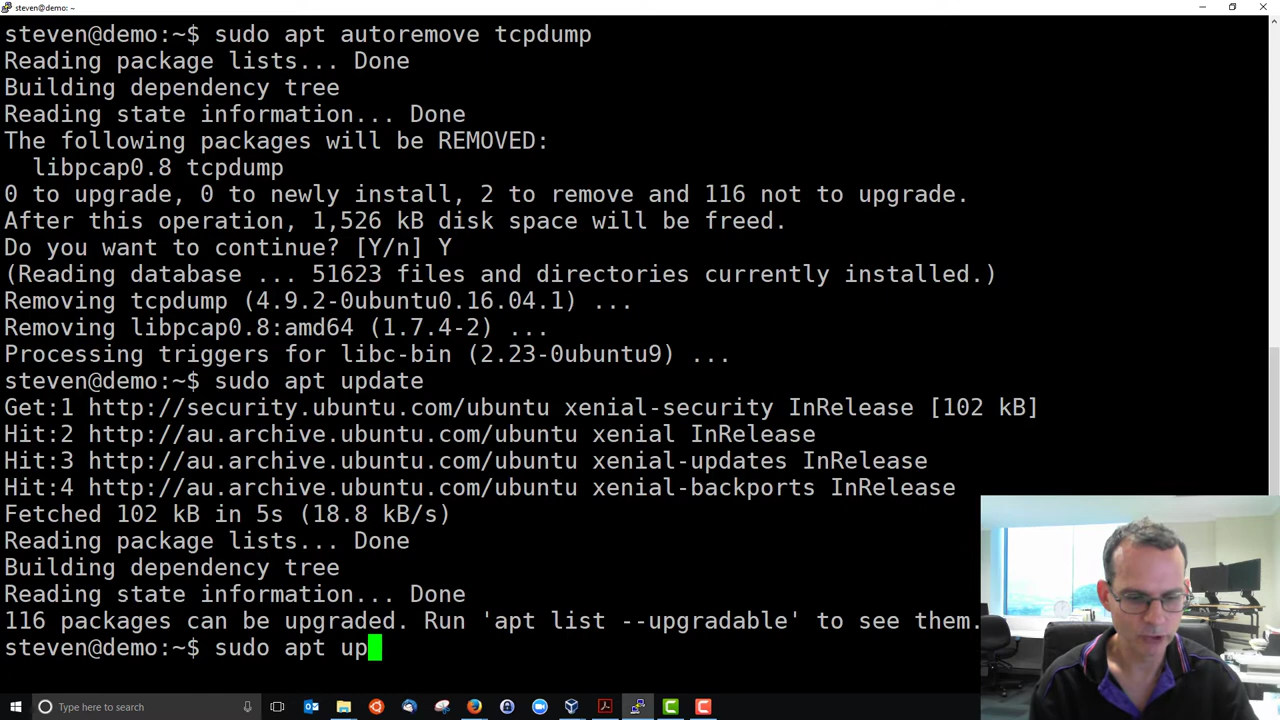 steven@demo: ~
steven@demo:~$ sudo apt autoremove tcpdump
Reading package lists... Done
Building dependency tree
Reading state information... Done
The following packages will be REMOVED:
  libpcap0.8 tcpdump
0 to upgrade, 0 to newly install, 2 to remove and 116 not to upgrade.
After this operation, 1,526 kB disk space will be freed.
Do you want to continue? [Y/n] Y
(Reading database ... 51623 files and directories currently installed.)
Removing tcpdump (4.9.2-0ubuntu0.16.04.1) ...
Removing libpcap0.8:amd64 (1.7.4-2) ...
Processing triggers for libc-bin (2.23-0ubuntu9) ...
steven@demo:~$ sudo apt update
Get:1 http://security.ubuntu.com/ubuntu xenial-security InRelease [102 kB]
Hit:2 http://au.archive.ubuntu.com/ubuntu xenial InRelease
Hit:3 http://au.archive.ubuntu.com/ubuntu xenial-updates InRelease
Hit:4 http://au.archive.ubuntu.com/ubuntu xenial-backports InRelease
Fetched 102 kB in 5s (18.8 kB/s)
Reading package lists... Done
Building dependency tree
Reading state information... Done
116 packages can be upgraded. Run 'apt list --upgradable' to see them.
steven@demo:~$ sudo apt up
Type here to search